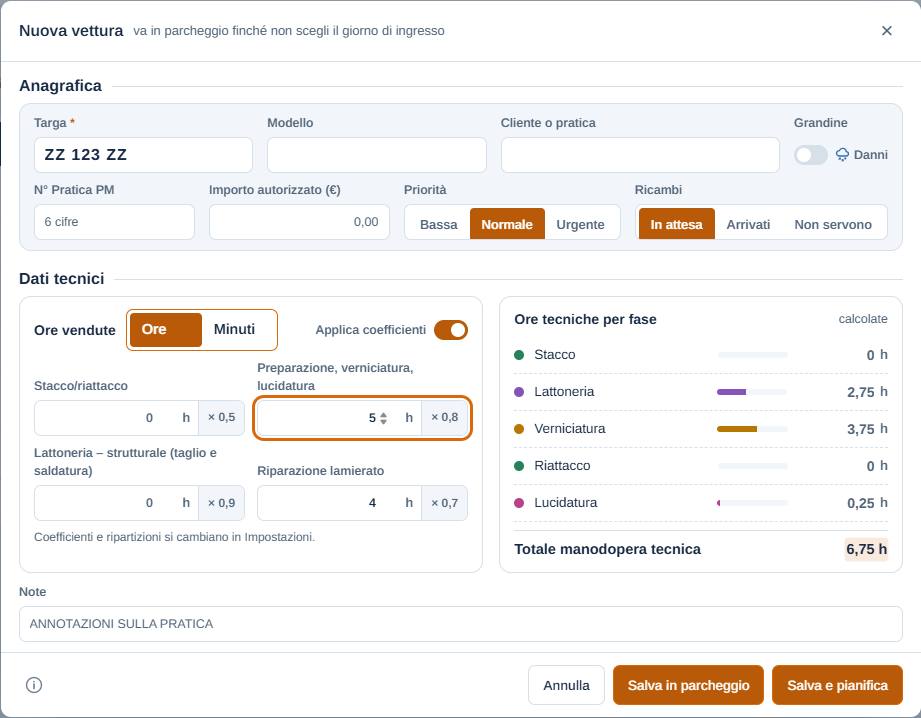 Nuova vettura va in parcheggio finché non scegli il giorno di ingresso ×
Anagrafica
Targa * Modello Cliente o pratica Grandine
ZZ 123 ZZ Danni
N° Pratica PM Importo autorizzato (€) Priorità Ricambi
6 cifre 0,00 Bassa Normale Urgente In attesa Arrivati Non servono
Dati tecnici
Ore vendute Ore Minuti Applica coefficienti
Preparazione, verniciatura,
Stacco/riattacco lucidatura
0 h × 0,5 5 h × 0,8
Lattoneria – strutturale (taglio e
saldatura) Riparazione lamierato
0 h × 0,9 4 h × 0,7
Coefficienti e ripartizioni si cambiano in Impostazioni.
Ore tecniche per fase calcolate
Stacco 0 h
Lattoneria 2,75 h
Verniciatura 3,75 h
Riattacco 0 h
Lucidatura 0,25 h
Totale manodopera tecnica 6,75 h
Note
ANNOTAZIONI SULLA PRATICA
Annulla Salva in parcheggio Salva e pianifica